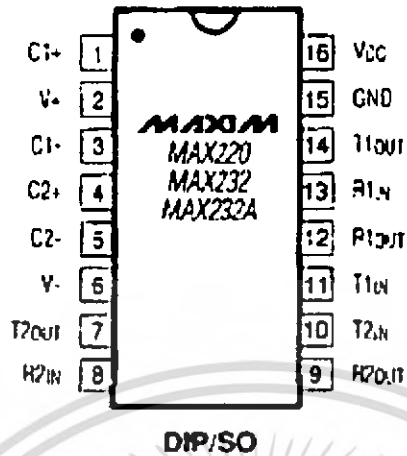 C1+ 1 16 VCC
V+ 2 15 GND
C1- 3 14 T1OUT
C2+ 4 13 R1IN
C2- 5 12 R1OUT
V- 6 11 T1IN
T2OUT 7 10 T2IN
R2IN 8 9 R2OUT
MAXIM
MAX220
MAX232
MAX232A
DIP/SO